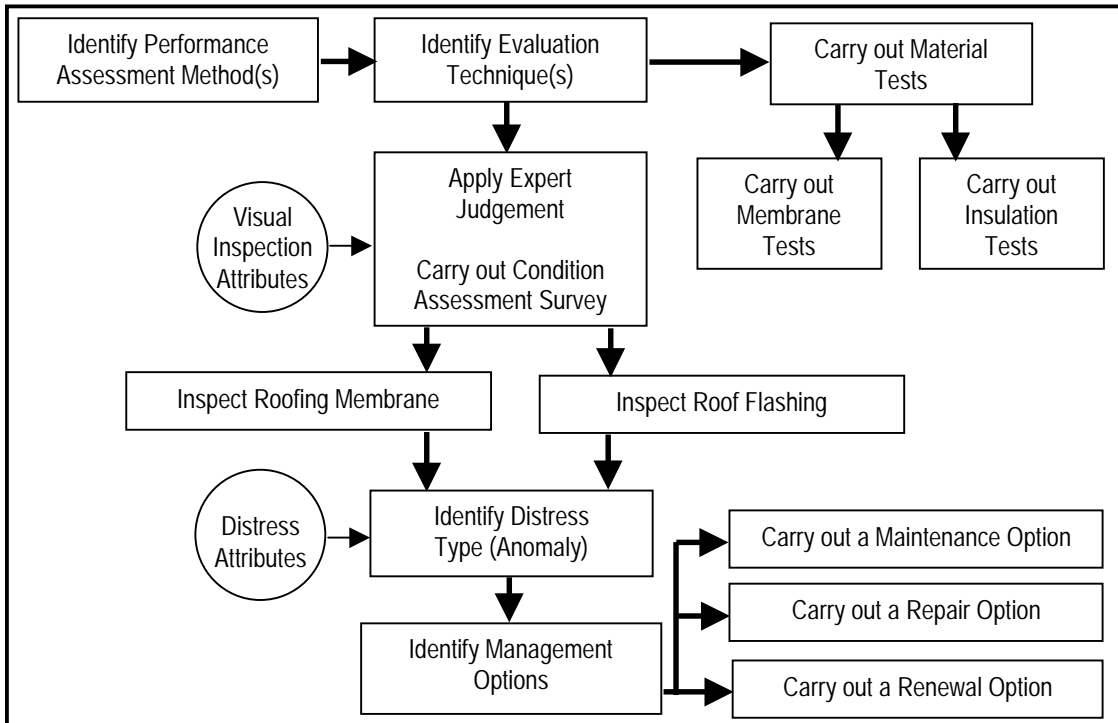 Identify Performance
Assessment Method(s)
Identify Evaluation
Technique(s)
Carry out Material
Tests
Apply Expert
Judgement
Carry out Condition
Assessment Survey
Visual
Inspection
Attributes
Carry out
Membrane
Tests
Carry out
Insulation
Tests
Inspect Roofing Membrane
Inspect Roof Flashing
Distress
Attributes
Identify Distress
Type (Anomaly)
Identify Management
Options
Carry out a Maintenance Option
Carry out a Repair Option
Carry out a Renewal Option